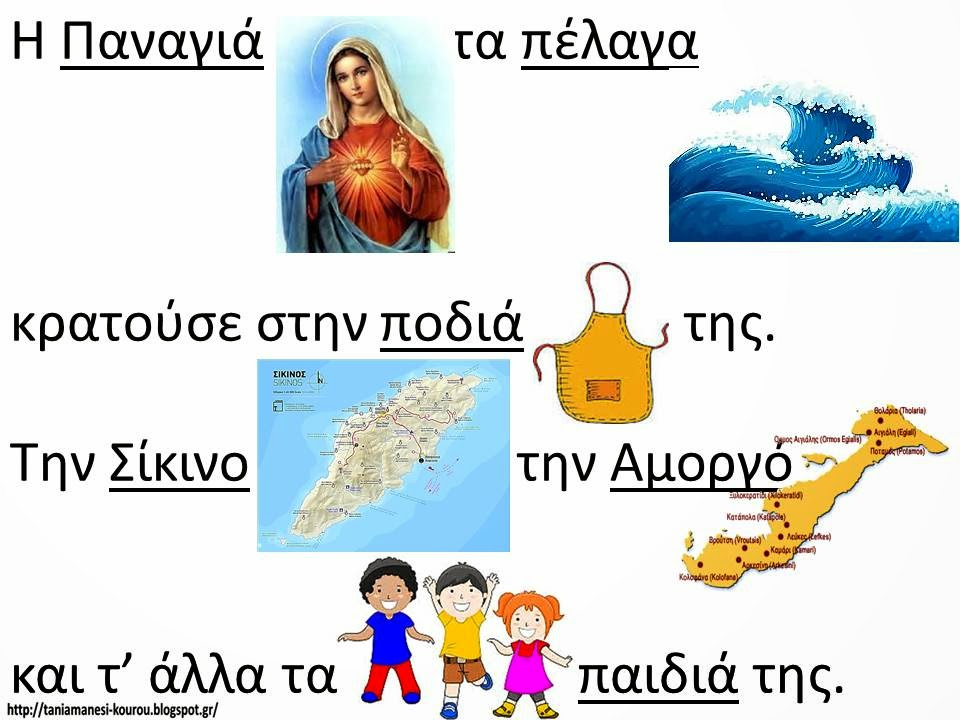 Η Παναγιά τα πέλαγα
κρατούσε στην ποδιά της.
ΣΙΚΙΝΟΣ
SIKINOS
Την Σίκινο την Αμοργό
Θολάρια (Tholaria)
Αιγιάλη (Egiali)
Ορμος Αιγιάλης (Ormos Egialis)
Ποταμός (Potamos)
Ξυλοκερατίδι (Xilokeratidi)
Κατάπολα (Katapola)
Λεύκες (Lefkes)
Βρούτση (Vroutsis)
Καμάρι (Kamari)
Αρκεσίνη (Arkesini)
Κολοφάνα (Kolofana)
και τ’ άλλα τα παιδιά της.
http://taniamanesi-kourou.blogspot.gr/